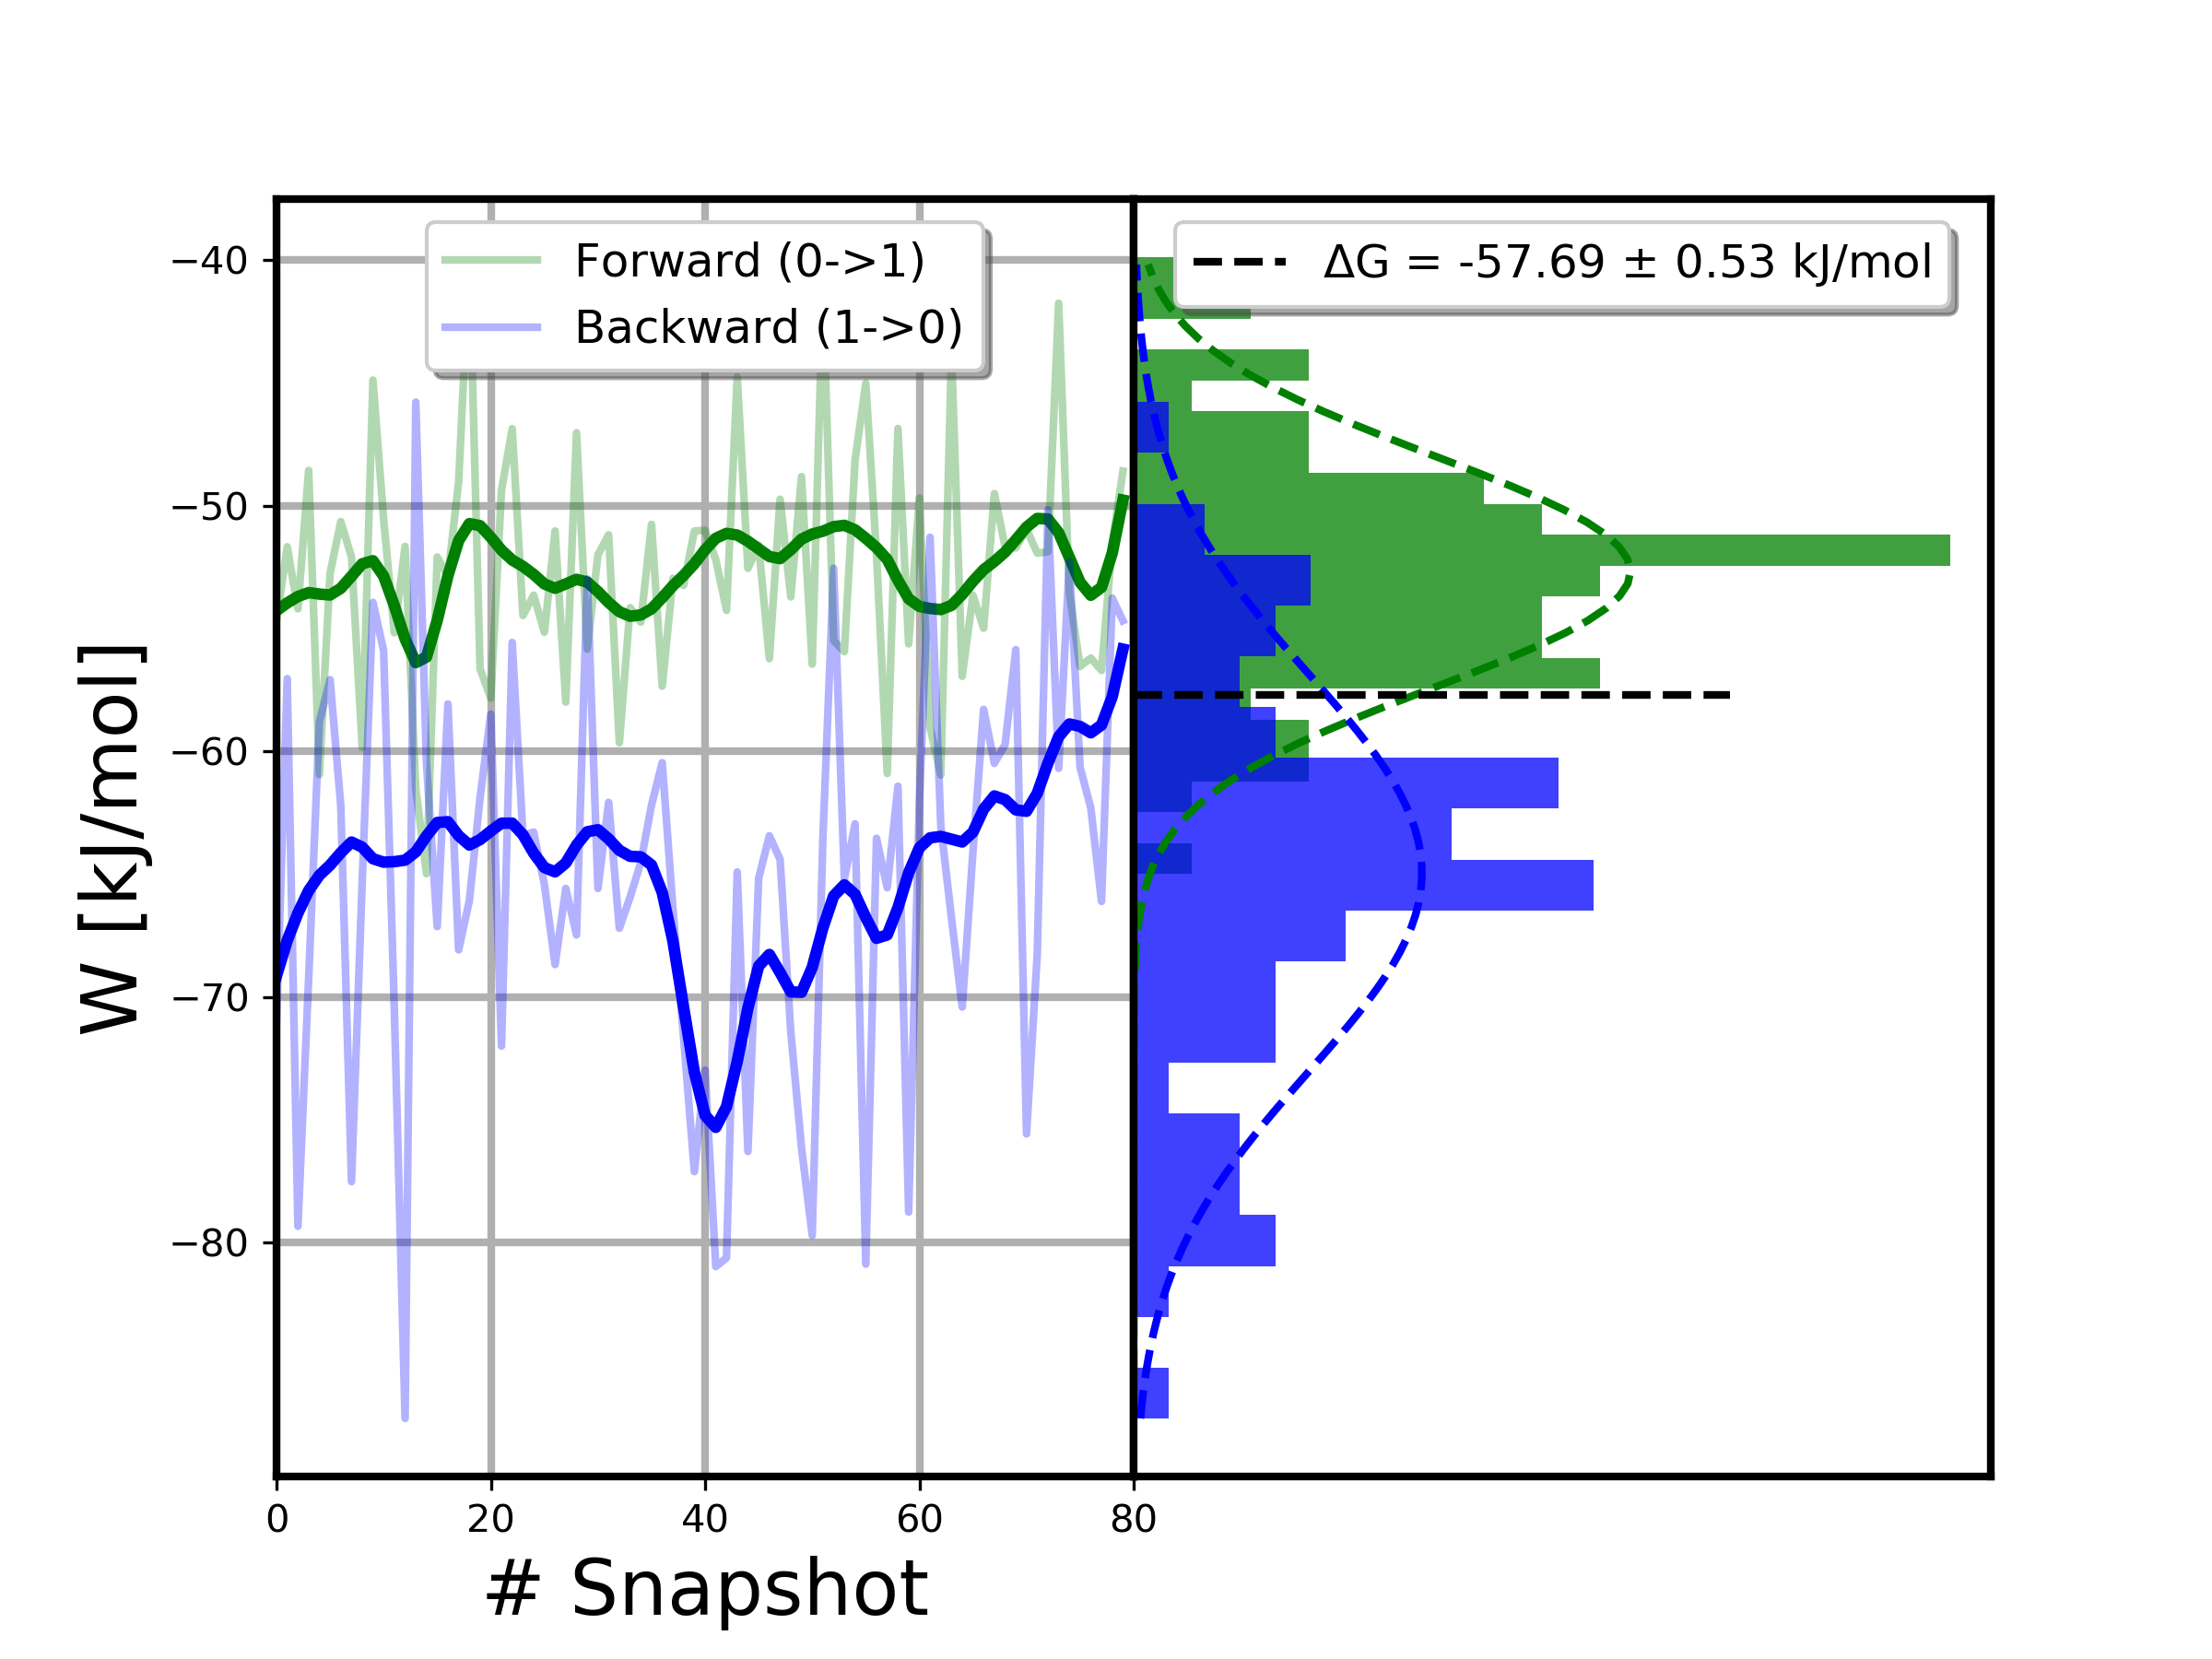 Forward (0->1)
Backward (1->0)
ΔG = -57.69 ± 0.53 kJ/mol
W [kJ/mol]
−40
−50
−60
−70
−80
0 20 40 60 80
# Snapshot